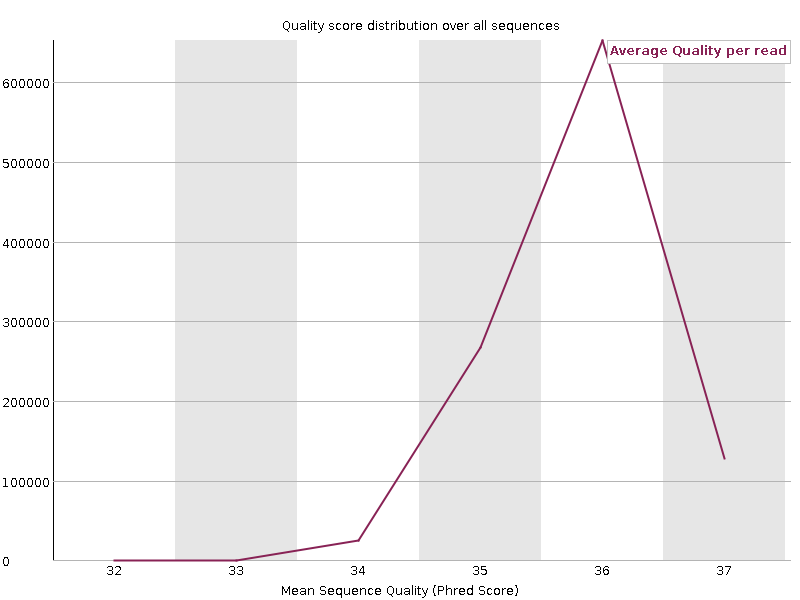 Quality score distribution over all sequences
Average Quality per read
600000
500000
400000
300000
200000
100000
0
32 33 34 35 36 37
Mean Sequence Quality (Phred Score)